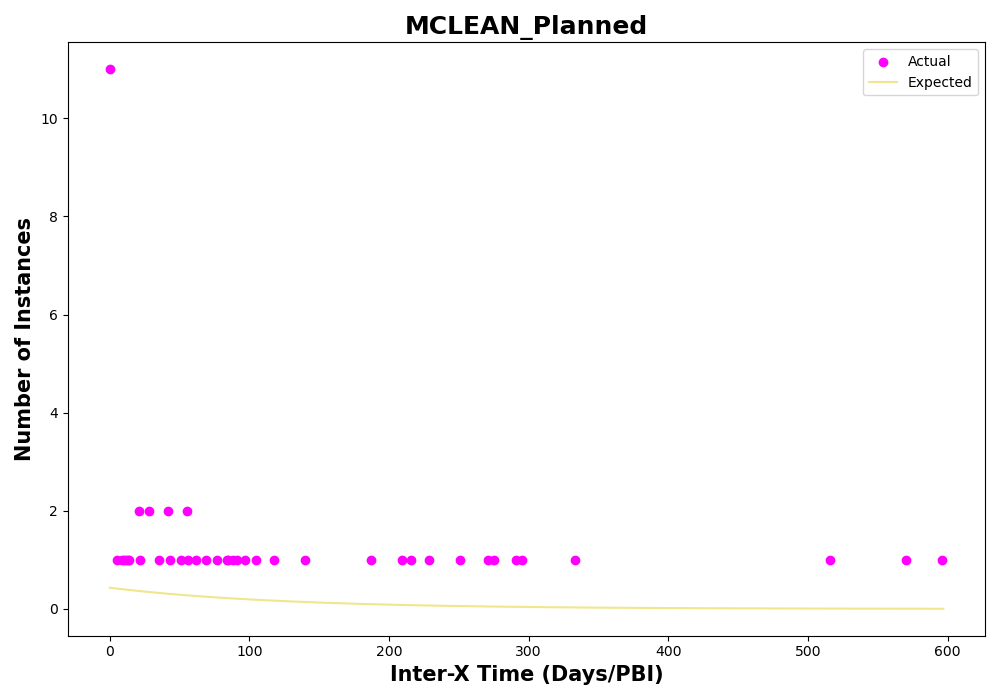 MCLEAN_Planned
Actual
Expected
Number of Instances
10
8
6
4
2
0
0 100 200 300 400 500 600
Inter-X Time (Days/PBI)